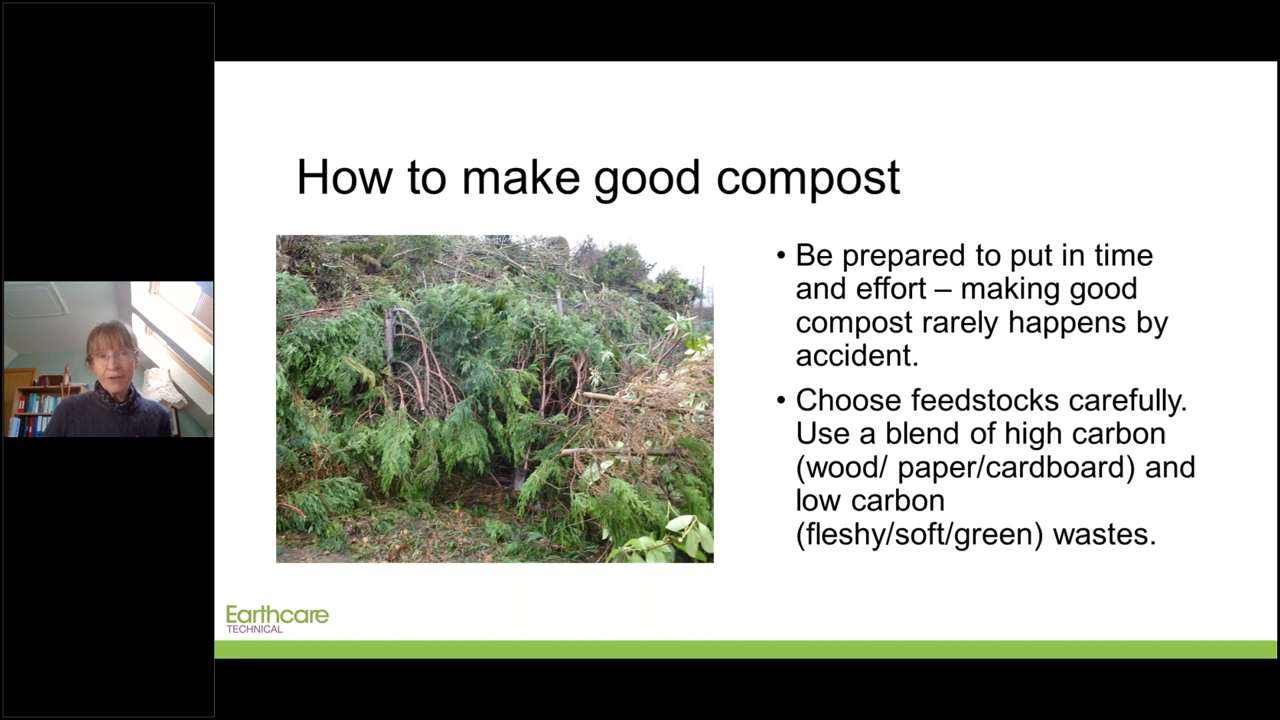 How to make good compost
• Be prepared to put in time
and effort – making good
compost rarely happens by
accident.
• Choose feedstocks carefully.
Use a blend of high carbon
(wood/ paper/cardboard) and
low carbon
(fleshy/soft/green) wastes.
Earthcare
TECHNICAL